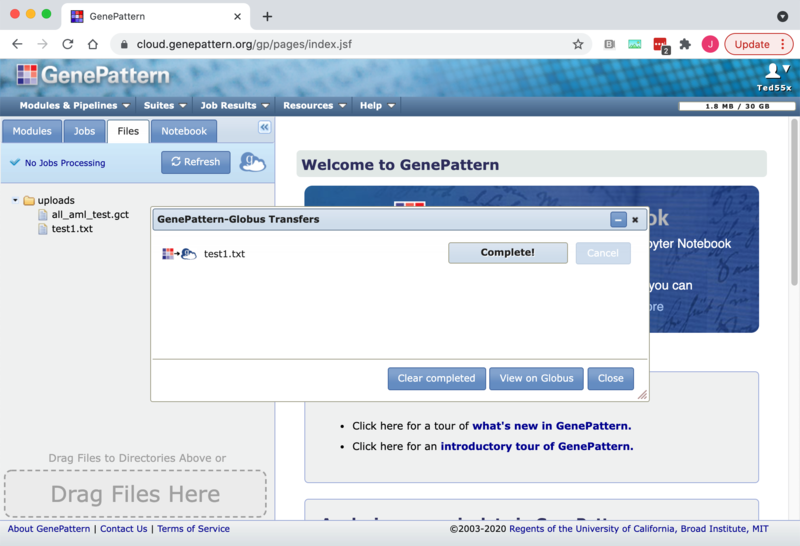 GenePattern
cloud.genepattern.org/gp/pages/index.jsf
2
J
Update
GenePattern
Ted55x
Modules & Pipelines
Suites
Job Results
Resources
Help
1.8 MB / 30 GB
Modules
Jobs
Files
Notebook
No Jobs Processing
Refresh
g
Welcome to GenePattern
uploads
all_aml_test.gct
test1.txt
ok
pyter Notebook
you can
ore
GenePattern-Globus Transfers
test1.txt
Complete!
Cancel
Clear completed
View on Globus
Close
Click here for a tour of what's new in GenePattern.
Click here for an introductory tour of GenePattern.
Drag Files to Directories Above or
Drag Files Here
About GenePattern | Contact Us | Terms of Service
©2003-2020 Regents of the University of California, Broad Institute, MIT